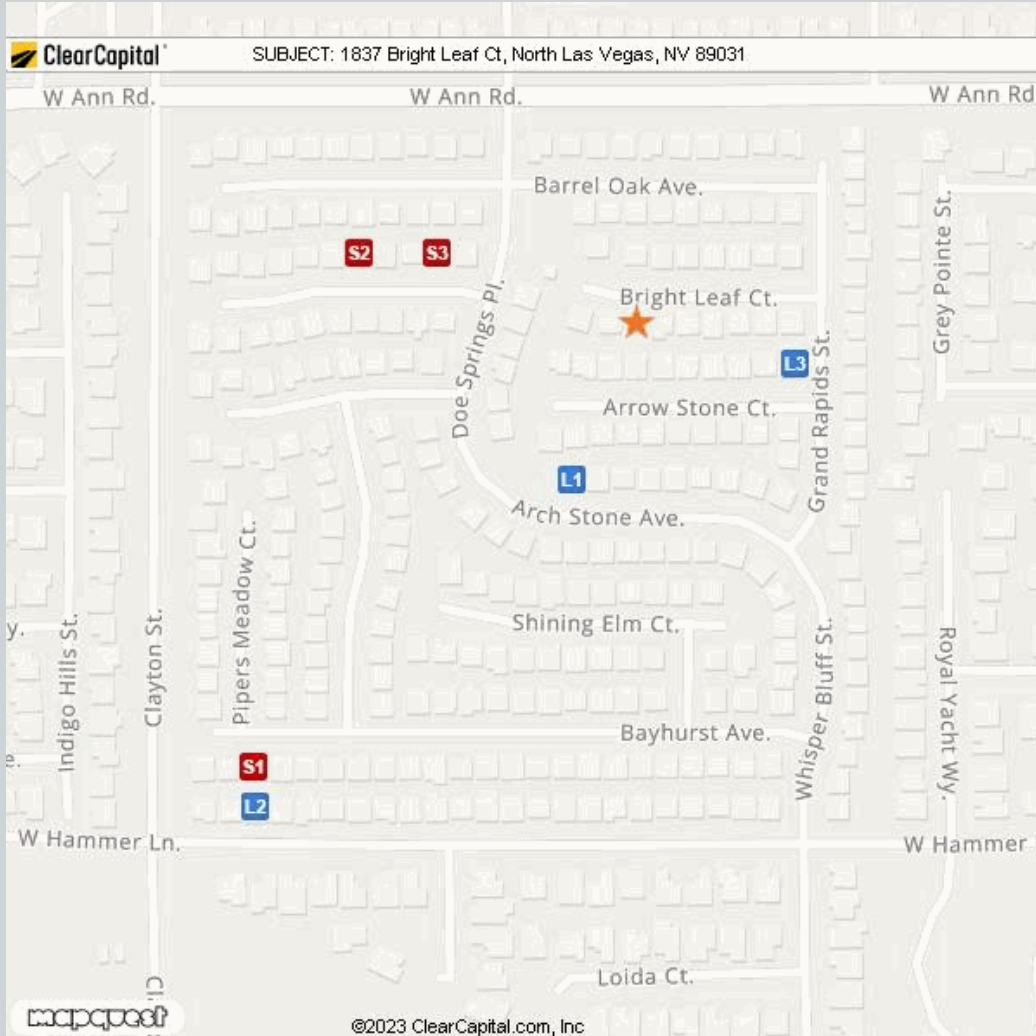 ClearCapital
SUBJECT: 1837 Bright Leaf Ct, North Las Vegas, NV 89031
W Ann Rd.
W Ann Rd.
W Ann Rd
Barrel Oak Ave.
Grey Pointe St.
S2
S3
Bright Leaf Ct.
Doe Springs Pl.
L3
Grand Rapids St.
Arrow Stone Ct.
L1
Arch Stone Ave.
Pipers Meadow Ct.
Indigo Hills St.
Clayton St.
y.
Shining Elm Ct.
Whisper Bluff St.
Royal Yacht Wy.
Bayhurst Ave.
e.
S1
L2
W Hammer Ln.
W Hammer
Loida Ct.
Cl
mapquest
©2023 ClearCapital.com, Inc